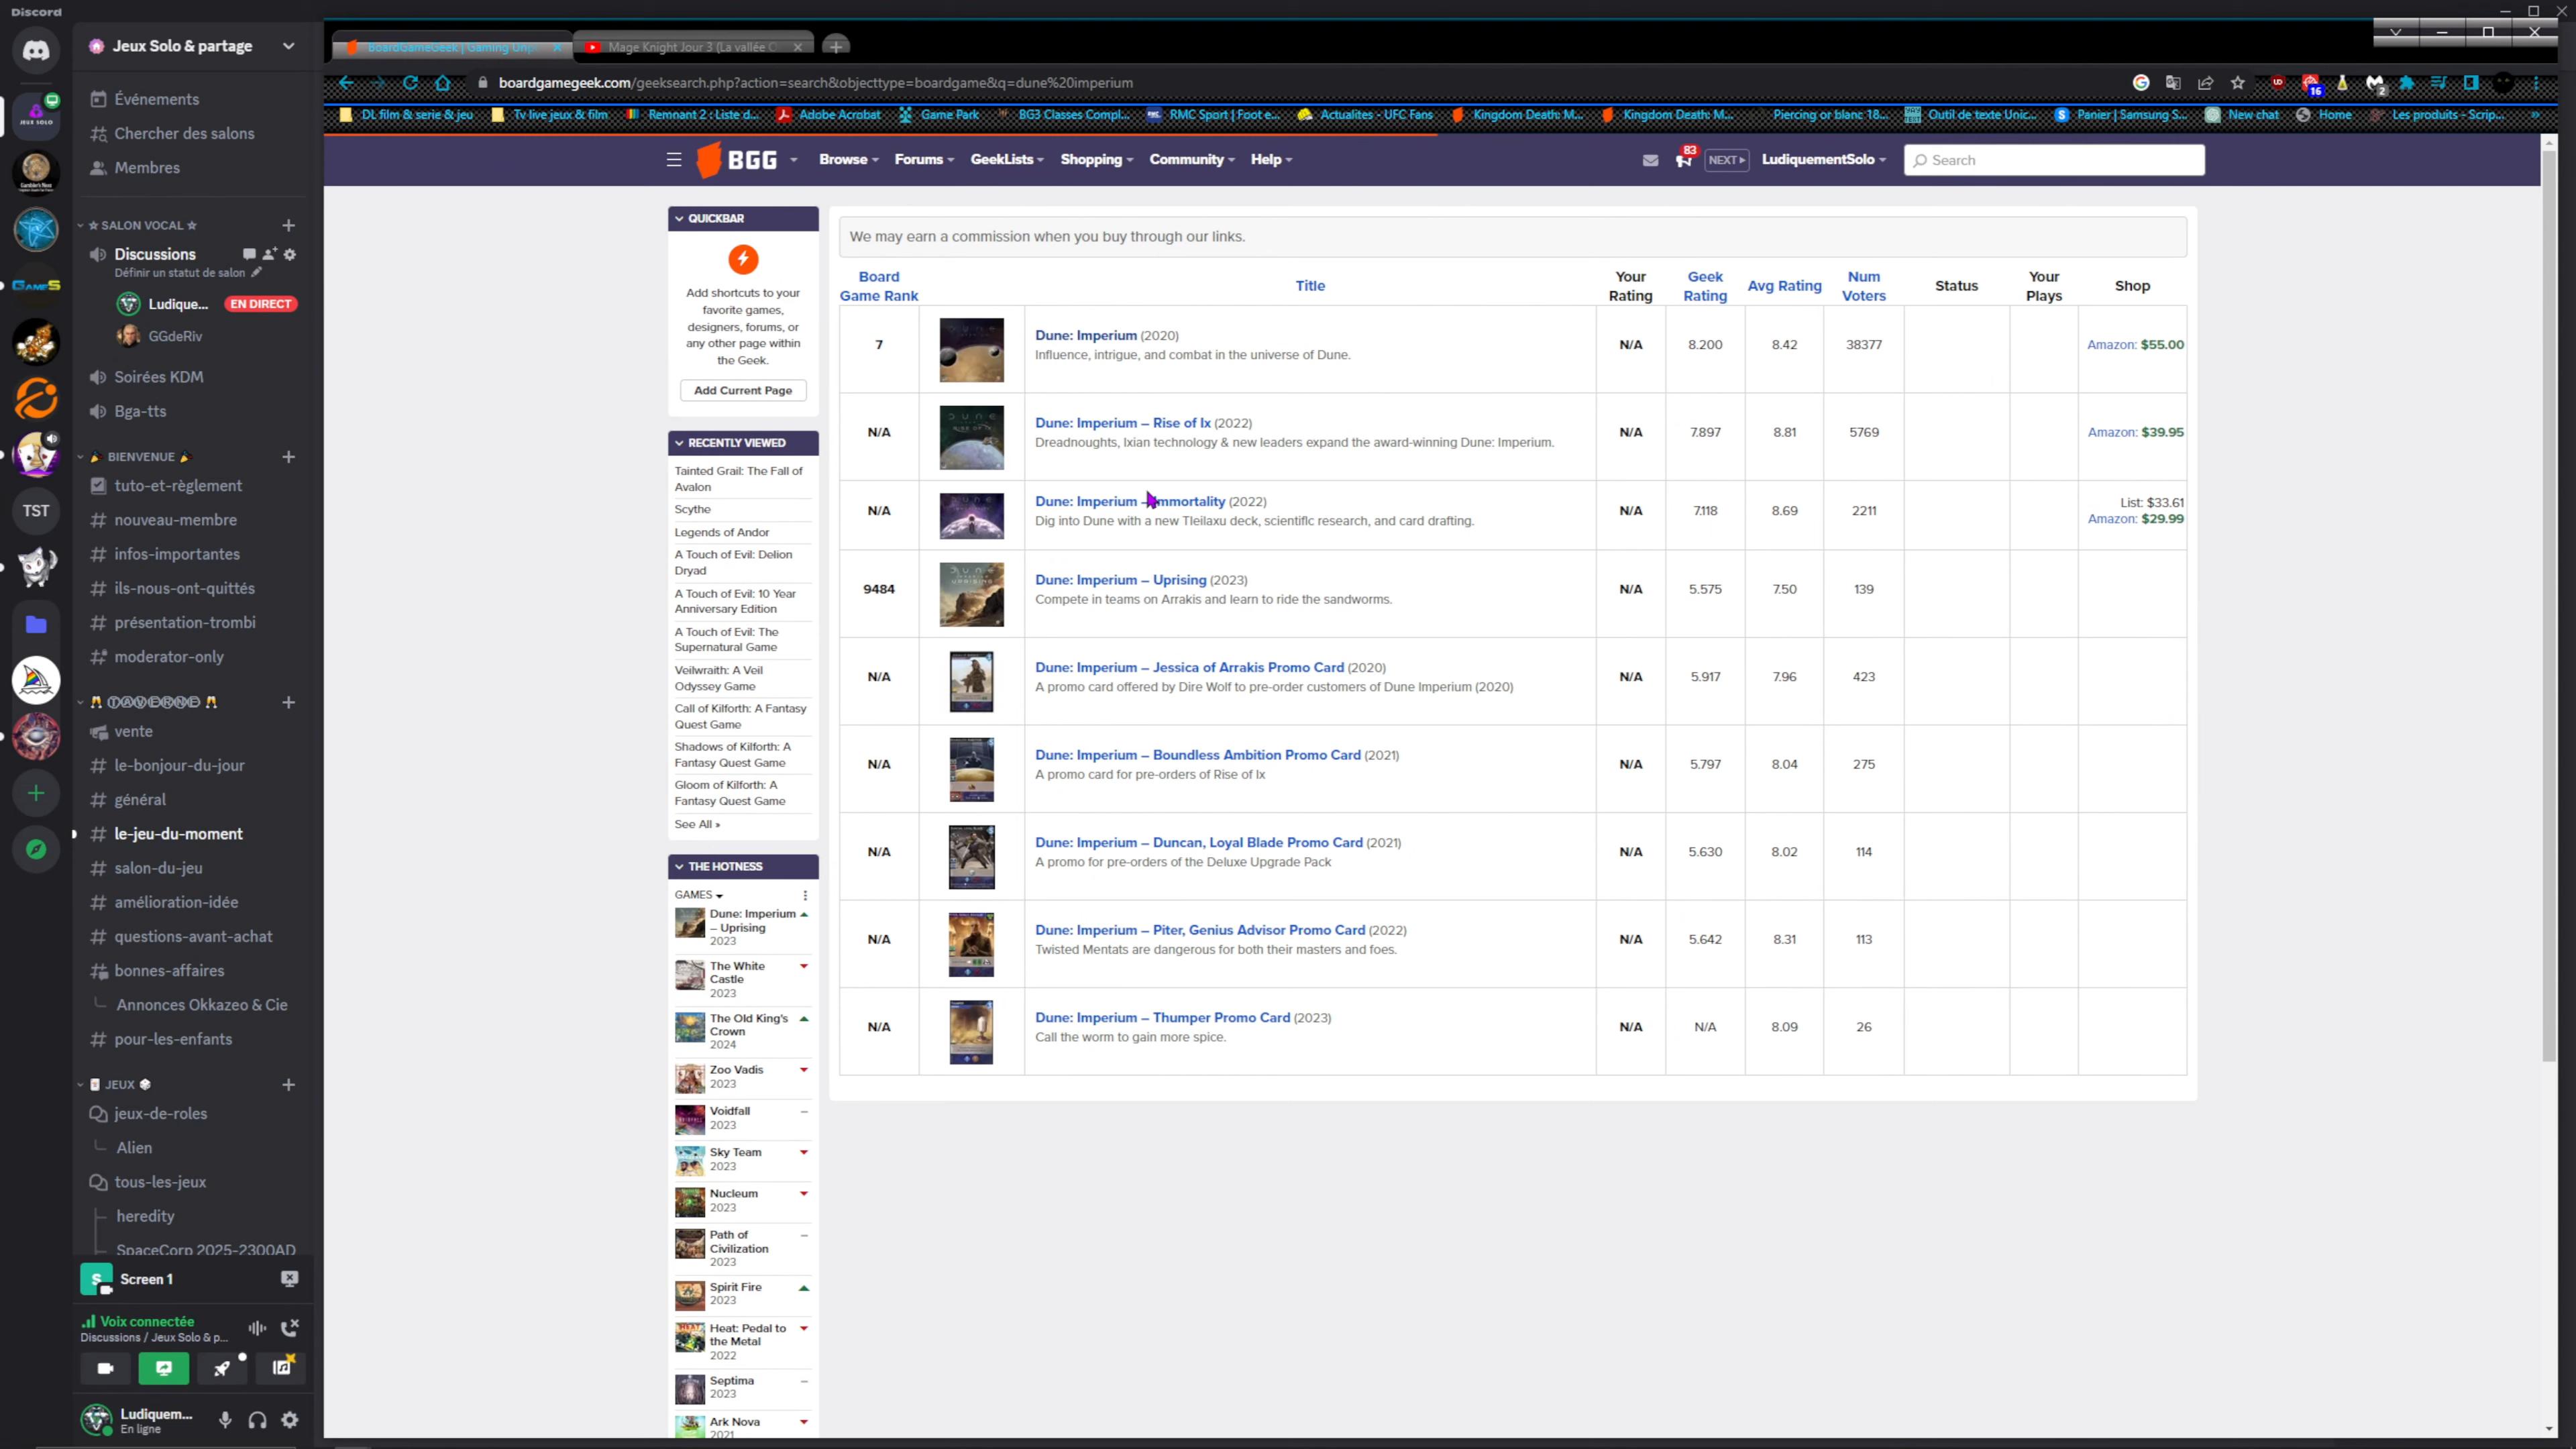 Discord
Jeux Solo & partage
Événements
Chercher des salons
Membres
☆ SALON VOCAL ☆
Discussions
Définir un statut de salon
Ludique... EN DIRECT
GGdeRiv
Soirées KDM
Bga-tts
BIENVENUE
tuto-et-règlement
nouveau-membre
infos-importantes
ils-nous-ont-quittés
présentation-trombi
moderator-only
ⓉⒶⓋⒺⓇⓃⒺ
vente
le-bonjour-du-jour
général
le-jeu-du-moment
salon-du-jeu
amélioration-idée
questions-avant-achat
bonnes-affaires
Annonces Okkazeo & Cie
pour-les-enfants
JEUX
jeux-de-roles
Alien
tous-les-jeux
heredity
SpaceCorp 2025-2300AD
Screen 1
Voix connectée
Discussions / Jeux Solo & p...
Ludiquem...
En ligne
JEUX SOLO
GAMES
TST
BoardGameGeek | Gaming Unp
Mage Knight Jour 3 (La vallée
boardgamegeek.com/geeksearch.php?action=search&objecttype=boardgame&q=dune%20imperium
16
2
DL film & serie & jeu
Tv live jeux & film
Remnant 2 : Liste d...
Adobe Acrobat
Game Park
BG3 Classes Compl...
RMC Sport | Foot e...
Actualites - UFC Fans
Kingdom Death: M...
Kingdom Death: M...
Piercing or blanc 18...
Outil de texte Unic...
Panier | Samsung S...
New chat
Home
Les produits - Scrip...
BGG
Browse
Forums
GeekLists
Shopping
Community
Help
83
NEXT
LudiquementSolo
Search
QUICKBAR
Add shortcuts to your
favorite games,
designers, forums, or
any other page within
the Geek.
Add Current Page
RECENTLY VIEWED
Tainted Grail: The Fall of
Avalon
Scythe
Legends of Andor
A Touch of Evil: Delion
Dryad
A Touch of Evil: 10 Year
Anniversary Edition
A Touch of Evil: The
Supernatural Game
Veilwraith: A Veil
Odyssey Game
Call of Kilforth: A Fantasy
Quest Game
Shadows of Kilforth: A
Fantasy Quest Game
Gloom of Kilforth: A
Fantasy Quest Game
See All »
THE HOTNESS
GAMES
Dune: Imperium
– Uprising
2023
The White
Castle
2023
The Old King's
Crown
2024
Zoo Vadis
2023
Voidfall
2023
Sky Team
2023
Nucleum
2023
Path of
Civilization
2023
Spirit Fire
2023
Heat: Pedal to
the Metal
2022
Septima
2023
Ark Nova
2021
We may earn a commission when you buy through our links.
Board Game Rank Title Your Rating Geek Rating Avg Rating Num Voters Status Your Plays Shop
7 Dune: Imperium (2020) N/A 8.200 8.42 38377 Amazon: $55.00
Influence, intrigue, and combat in the universe of Dune.
N/A Dune: Imperium – Rise of Ix (2022) N/A 7.897 8.81 5769 Amazon: $39.95
Dreadnoughts, Ixian technology & new leaders expand the award-winning Dune: Imperium.
N/A Dune: Imperium – Immortality (2022) N/A 7.118 8.69 2211 List: $33.61
Amazon: $29.99
Dig into Dune with a new Tleilaxu deck, scientific research, and card drafting.
9484 Dune: Imperium – Uprising (2023) N/A 5.575 7.50 139
Compete in teams on Arrakis and learn to ride the sandworms.
N/A Dune: Imperium – Jessica of Arrakis Promo Card (2020) N/A 5.917 7.96 423
A promo card offered by Dire Wolf to pre-order customers of Dune Imperium (2020)
N/A Dune: Imperium – Boundless Ambition Promo Card (2021) N/A 5.797 8.04 275
A promo card for pre-orders of Rise of Ix
N/A Dune: Imperium – Duncan, Loyal Blade Promo Card (2021) N/A 5.630 8.02 114
A promo for pre-orders of the Deluxe Upgrade Pack
N/A Dune: Imperium – Piter, Genius Advisor Promo Card (2022) N/A 5.642 8.31 113
Twisted Mentats are dangerous for both their masters and foes.
N/A Dune: Imperium – Thumper Promo Card (2023) N/A N/A 8.09 26
Call the worm to gain more spice.